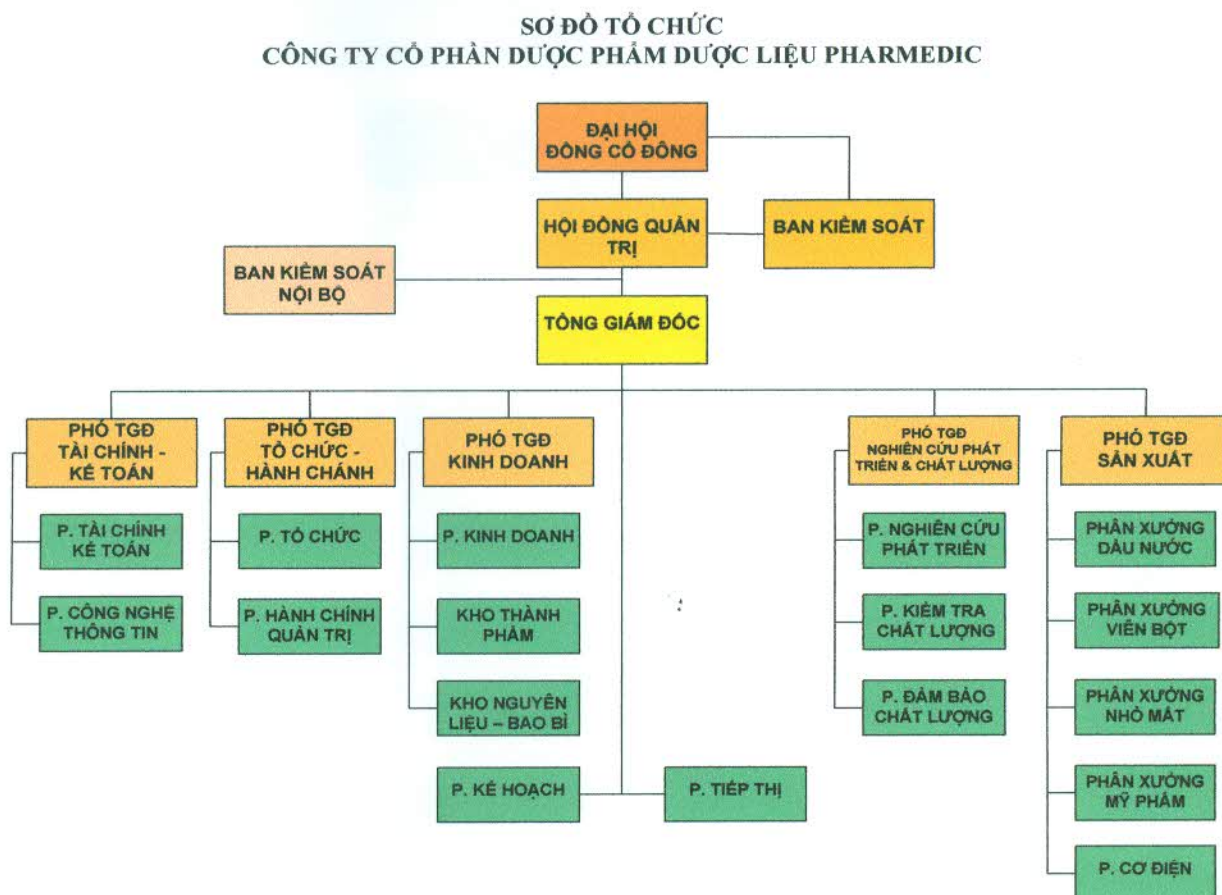 SƠ ĐỒ TỔ CHỨC
CÔNG TY CỔ PHẦN DƯỢC PHẨM DƯỢC LIỆU PHARMEDIC
ĐẠI HỘI
ĐỒNG CỔ ĐÔNG
HỘI ĐỒNG QUẢN
TRỊ
BAN KIỂM SOÁT
BAN KIỂM SOÁT
NỘI BỘ
TỔNG GIÁM ĐỐC
PHÓ TGĐ
TÀI CHÍNH -
KẾ TOÁN
P. TÀI CHÍNH
KẾ TOÁN
P. CÔNG NGHỆ
THÔNG TIN
PHÓ TGĐ
TỔ CHỨC -
HÀNH CHÁNH
P. TỔ CHỨC
P. HÀNH CHÍNH
QUẢN TRỊ
PHÓ TGĐ
KINH DOANH
P. KINH DOANH
KHO THÀNH
PHẨM
KHO NGUYÊN
LIỆU – BAO BÌ
P. KẾ HOẠCH
P. TIẾP THỊ
PHÓ TGĐ
NGHIÊN CỨU PHÁT
TRIỂN & CHẤT LƯỢNG
P. NGHIÊN CỨU
PHÁT TRIỂN
P. KIỂM TRA
CHẤT LƯỢNG
P. ĐẢM BẢO
CHẤT LƯỢNG
PHÓ TGĐ
SẢN XUẤT
PHÂN XƯỞNG
DẦU NƯỚC
PHÂN XƯỞNG
VIÊN BỘT
PHÂN XƯỞNG
NHỎ MẮT
PHÂN XƯỞNG
MỸ PHẨM
P. CƠ ĐIỆN